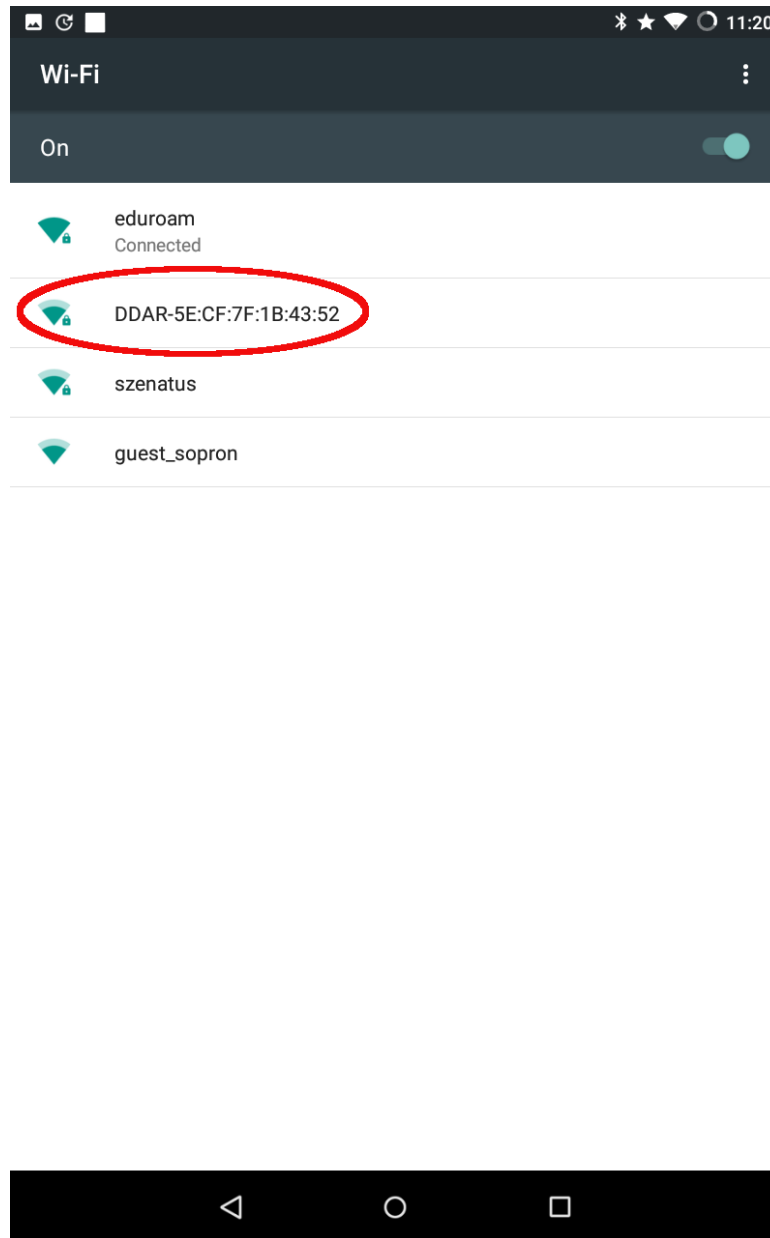 11:20
Wi-Fi
On
eduroam
Connected
DDAR-5E:CF:7F:1B:43:52
szenatus
guest_sopron